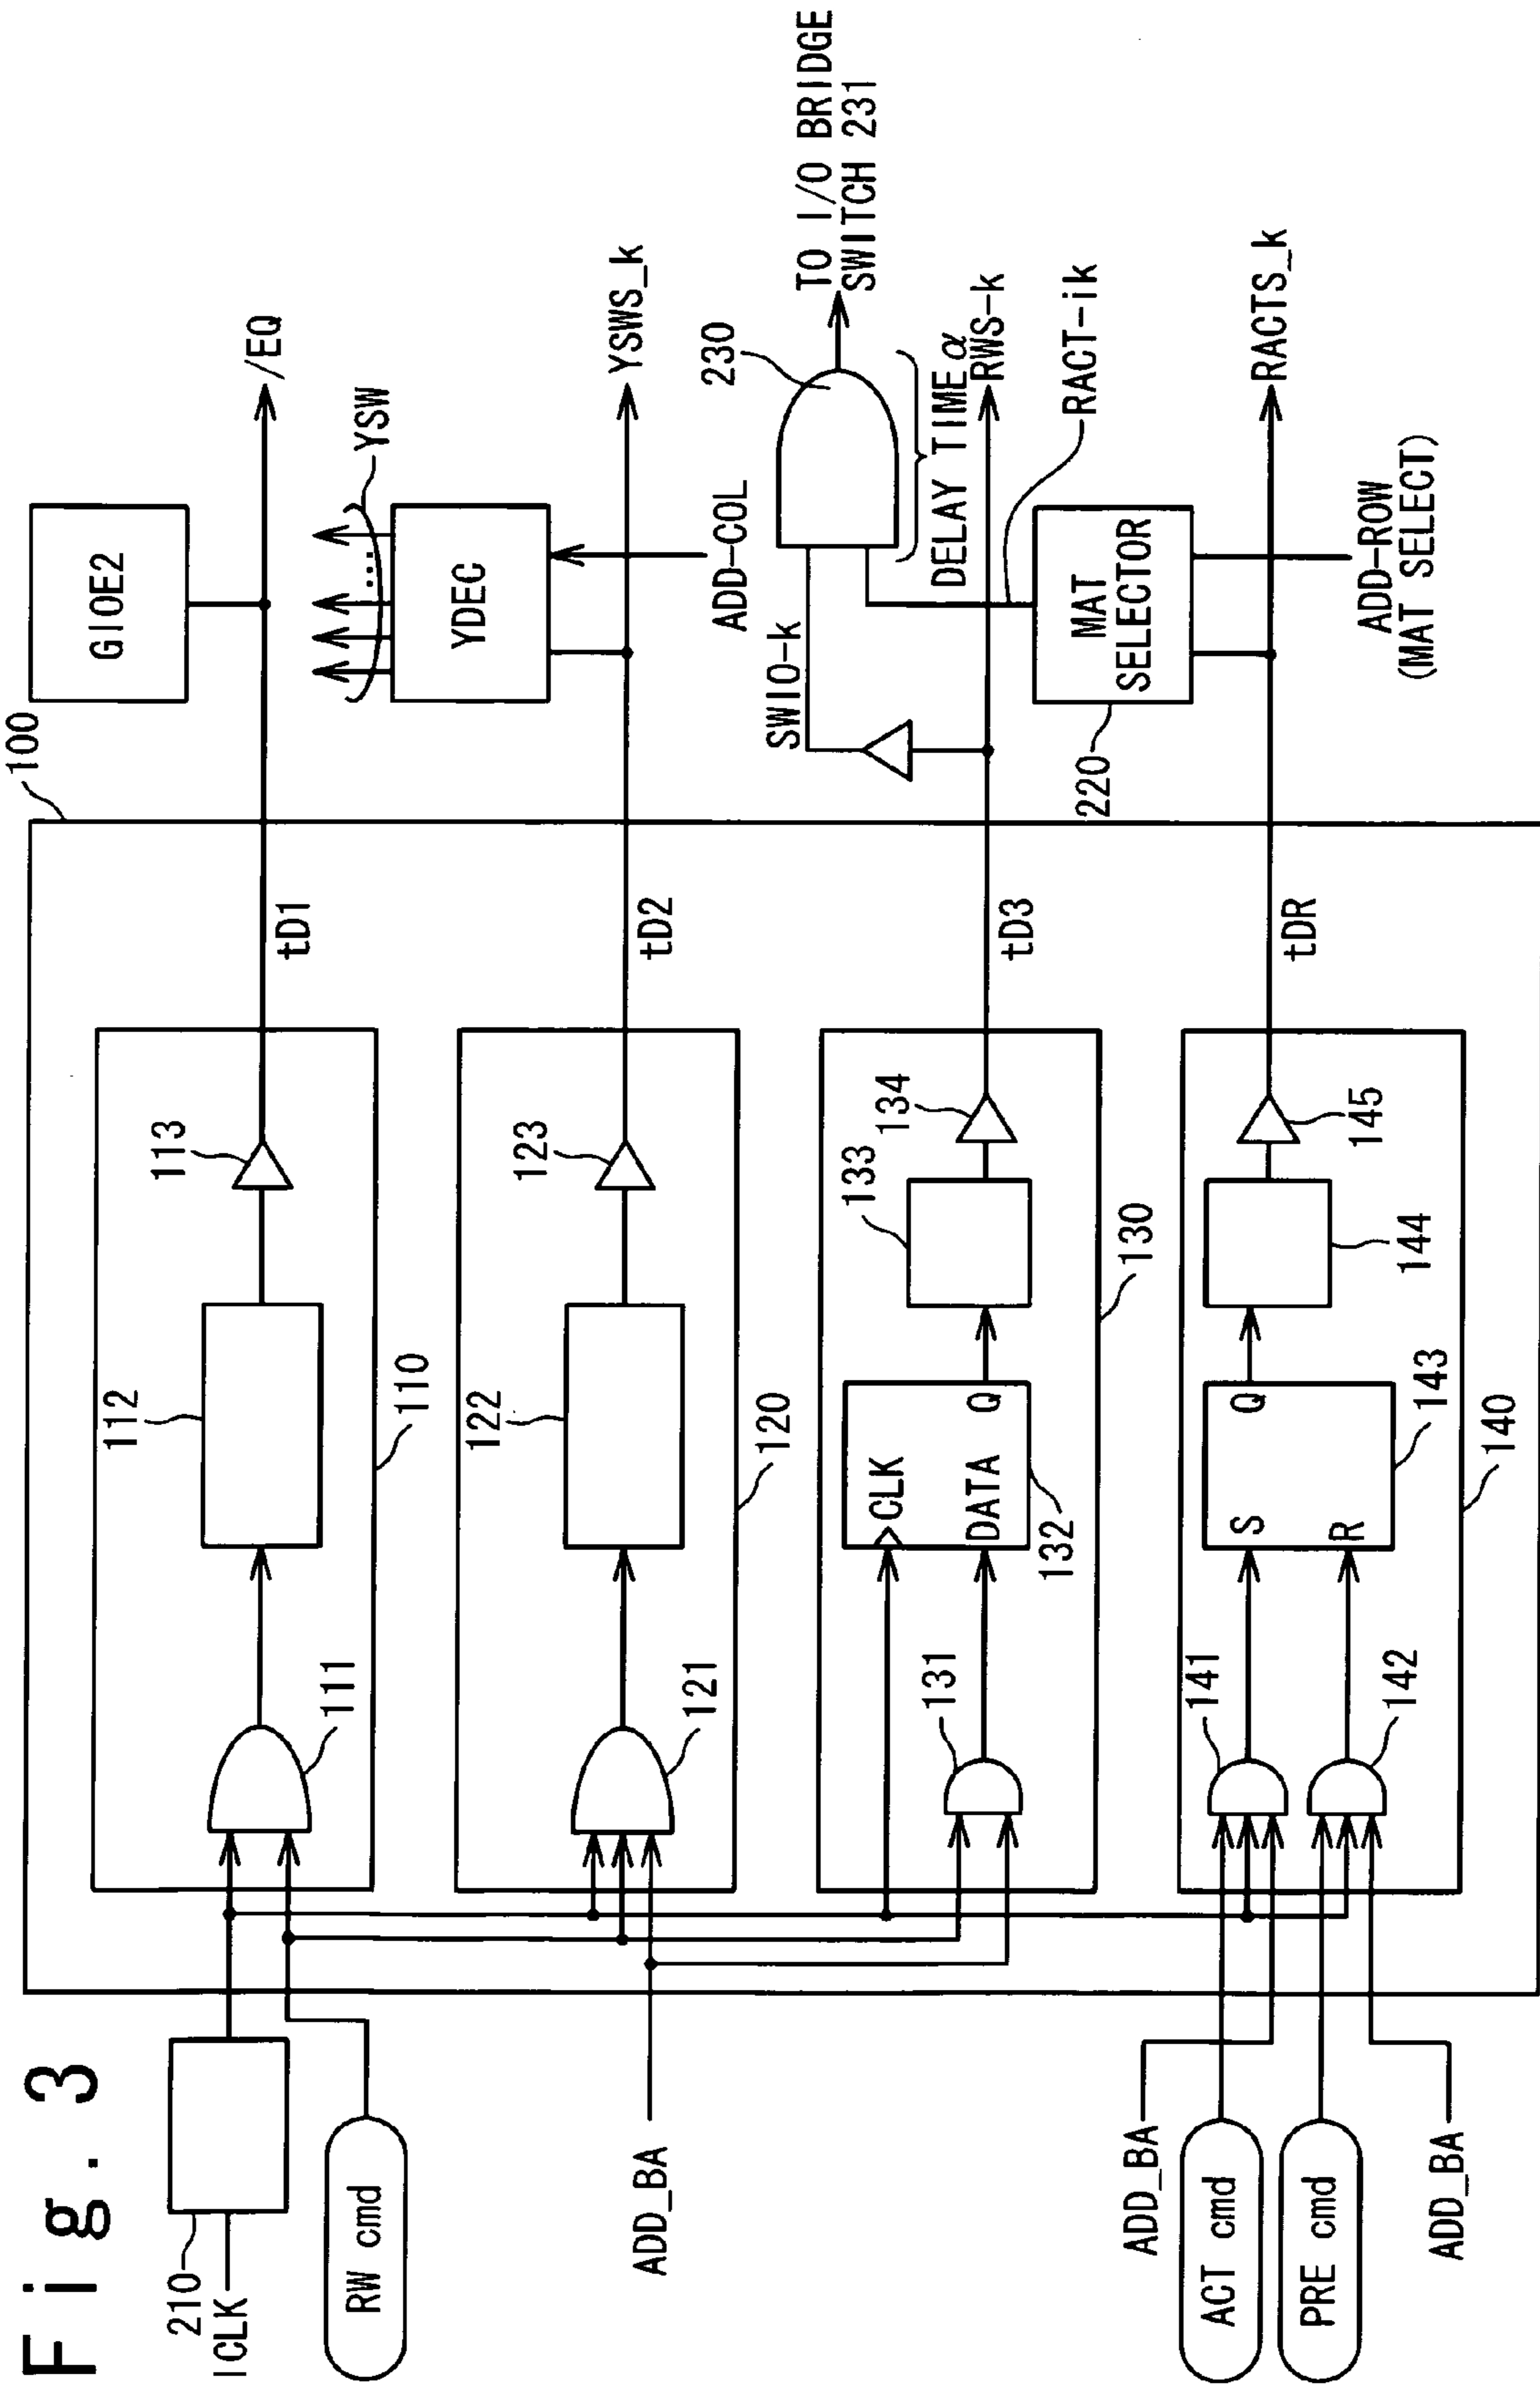 Fig. 3
100
210
ICLK
RW cmd
ADD_BA
ADD_BA
ACT cmd
PRE cmd
ADD_BA
111
112
113
110
tD1
GIOE2
/EQ
121
122
123
120
tD2
YSW
YDEC
YSWS_k
ADD-COL
131
CLK
DATA
Q
132
133
134
130
tD3
SWIO-k
230
TO I/O BRIDGE
SWITCH 231
DELAY TIME α
RWS-k
RACT-ik
141
142
S
R
Q
143
144
145
140
tDR
220
MAT
SELECTOR
RACTS_k
ADD-ROW
(MAT SELECT)